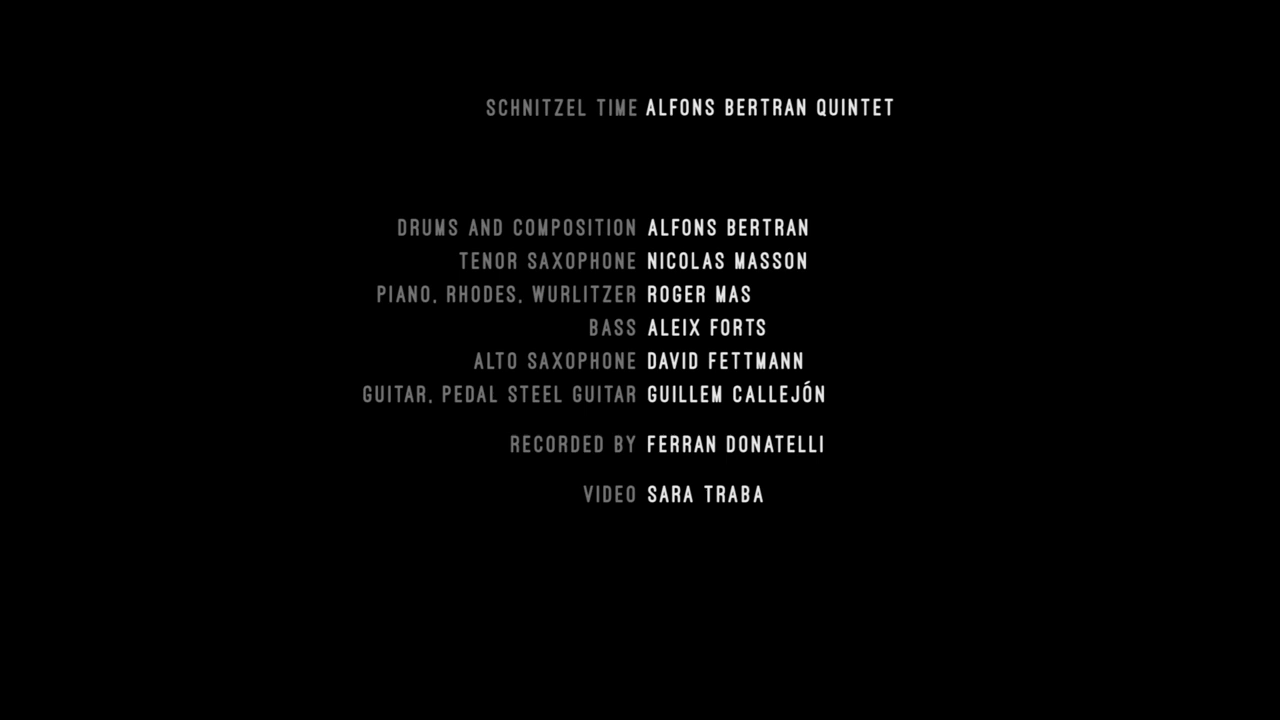 SCHNITZEL TIME ALFONS BERTRAN QUINTET
DRUMS AND COMPOSITION ALFONS BERTRAN
TENOR SAXOPHONE NICOLAS MASSON
PIANO, RHODES, WURLITZER ROGER MAS
BASS ALEIX FORTS
ALTO SAXOPHONE DAVID FETTMANN
GUITAR, PEDAL STEEL GUITAR GUILLEM CALLEJÓN
RECORDED BY FERRAN DONATELLI
VIDEO SARA TRABA